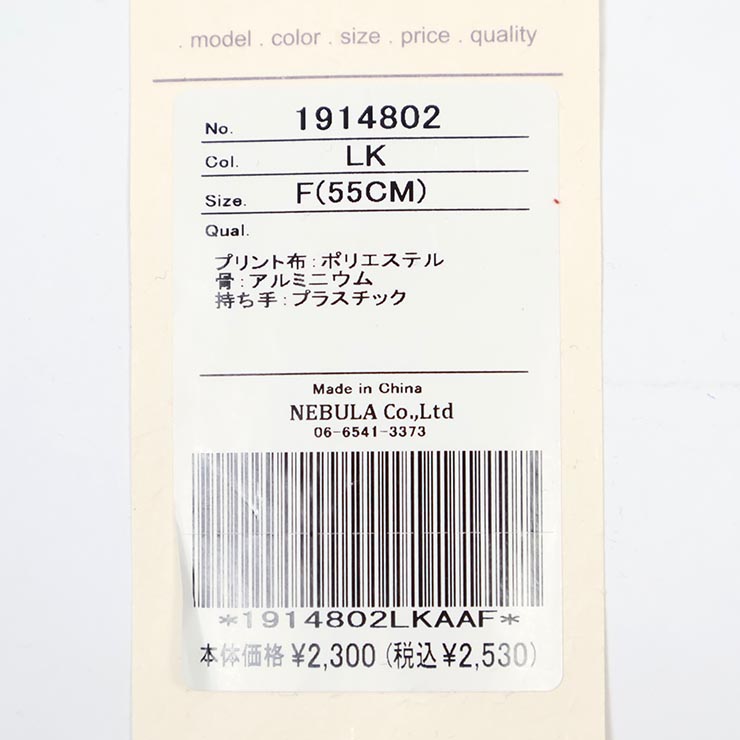 . model . color . size . price . quality
No. 1914802
Col. LK
Size. F(55CM)
Qual.
プリント布:ポリエステル
骨:アルミニウム
持ち手:プラスチック
Made in China
NEBULA Co.,Ltd
06-6541-3373
*1914802LKAAF*
本体価格 ¥2,300 (税込 ¥2,530)